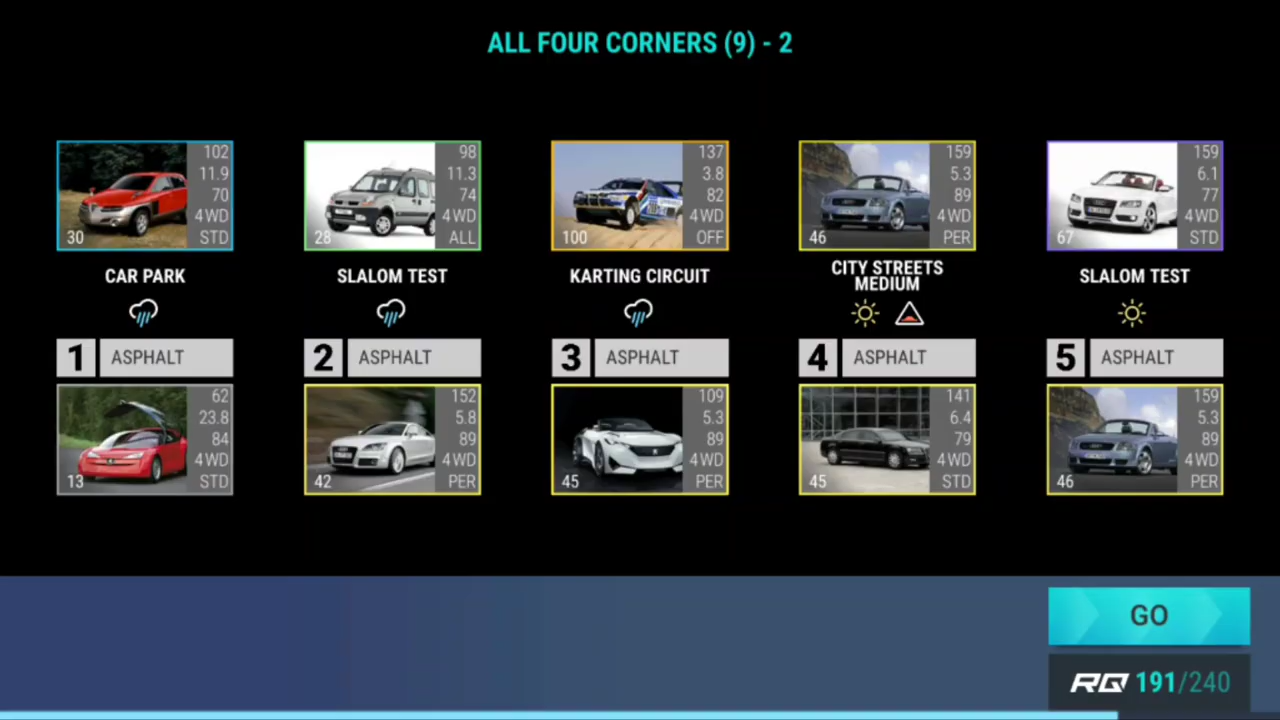 ALL FOUR CORNERS (9) - 2
102
11.9
70
4WD
30 STD
98
11.3
74
4WD
28 ALL
137
3.8
82
4WD
100 OFF
159
5.3
89
4WD
46 PER
159
6.1
77
4WD
67 STD
CAR PARK
SLALOM TEST
KARTING CIRCUIT
CITY STREETS
MEDIUM
SLALOM TEST
1 ASPHALT
2 ASPHALT
3 ASPHALT
4 ASPHALT
5 ASPHALT
62
23.8
84
4WD
13 STD
152
5.8
89
4WD
42 PER
109
5.3
89
4WD
45 PER
141
6.4
79
4WD
45 STD
159
5.3
89
4WD
46 PER
GO
RQ 191/240